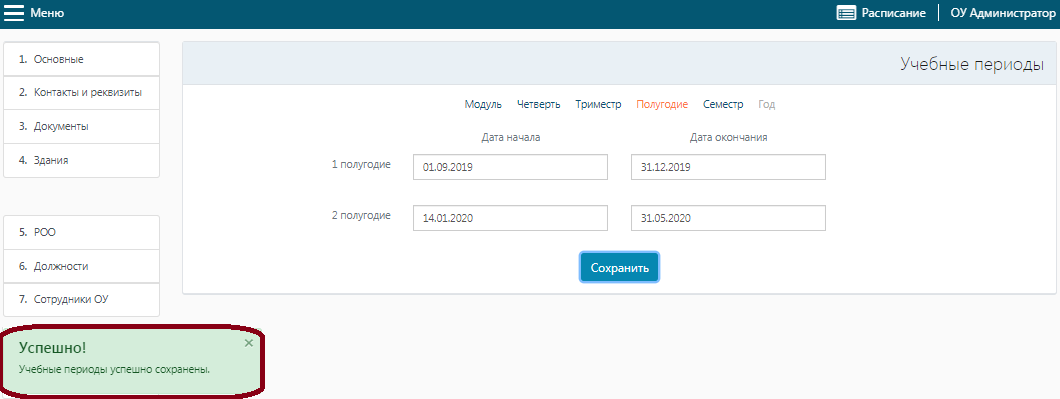 Меню
Расписание
ОУ Администратор
1. Основные
2. Контакты и реквизиты
3. Документы
4. Здания
5. РОО
6. Должности
7. Сотрудники ОУ
Учебные периоды
Модуль Четверть Триместр Полугодие Семестр Год
Дата начала Дата окончания
1 полугодие 01.09.2019 31.12.2019
2 полугодие 14.01.2020 31.05.2020
Сохранить
Успешно! ×
Учебные периоды успешно сохранены.